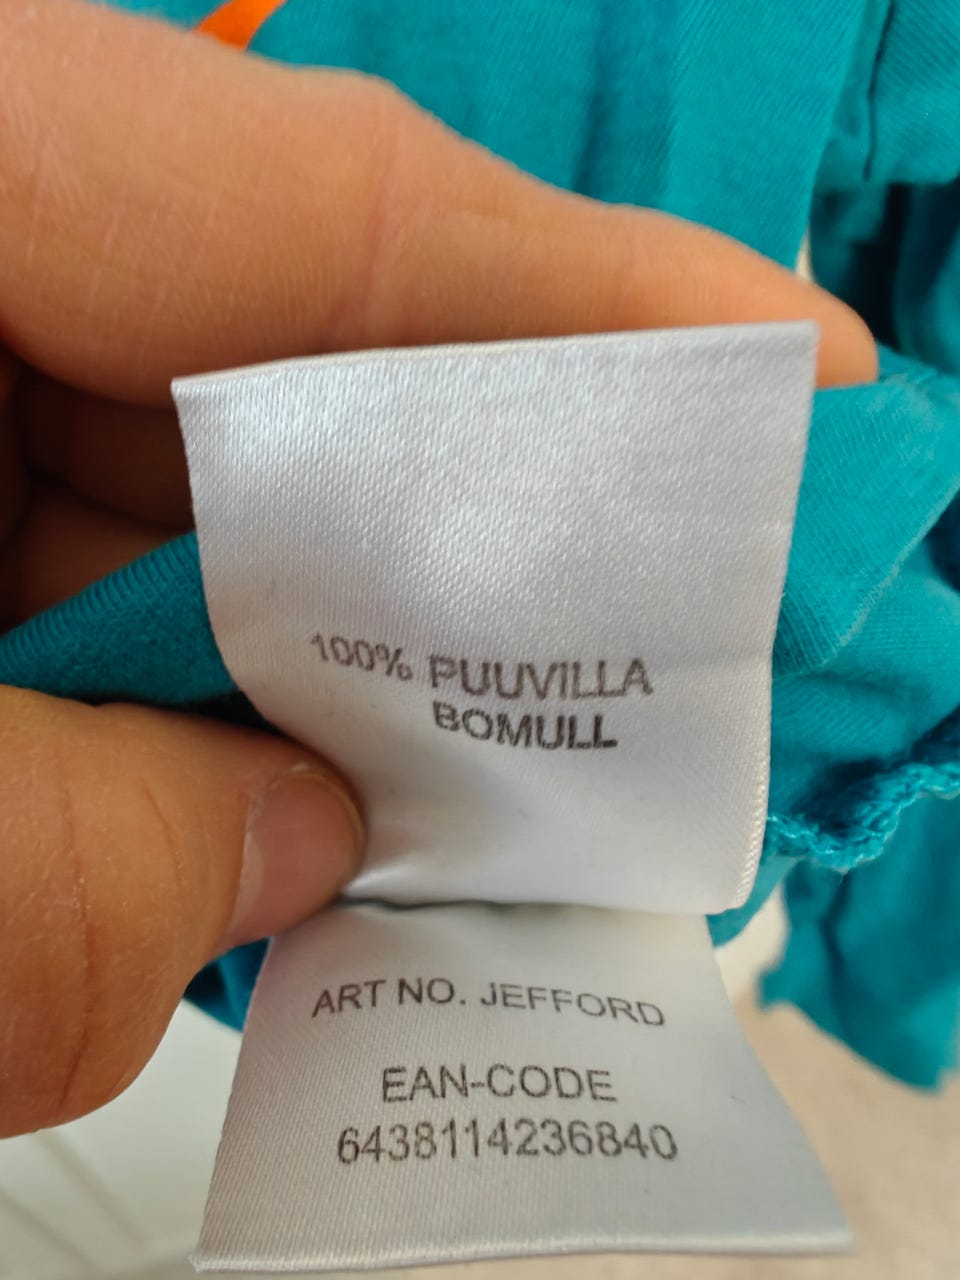 100% PUUVILLA
BOMULL
ART NO. JEFFORD
EAN-CODE
6438114236840